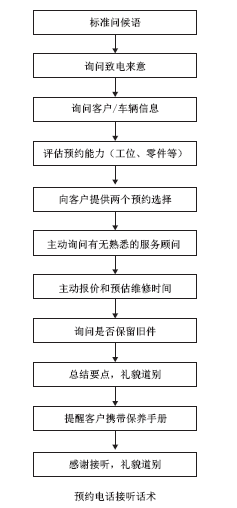 标准问候语
询问致电来意
询问客户/车辆信息
评估预约能力（工位、零件等）
向客户提供两个预约选择
主动询问有无熟悉的服务顾问
主动报价和预估维修时间
询问是否保留旧件
总结要点，礼貌道别
提醒客户携带保养手册
感谢接听，礼貌道别
预约电话接听话术